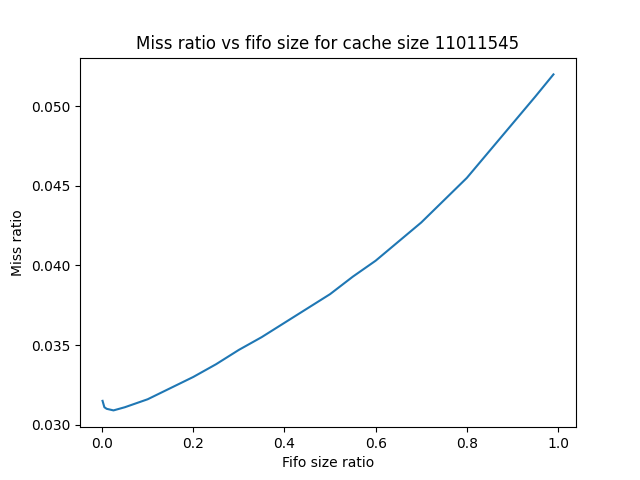 Miss ratio vs fifo size for cache size 11011545
0.050
0.045
0.040
0.035
0.030
Miss ratio
0.0 0.2 0.4 0.6 0.8 1.0
Fifo size ratio